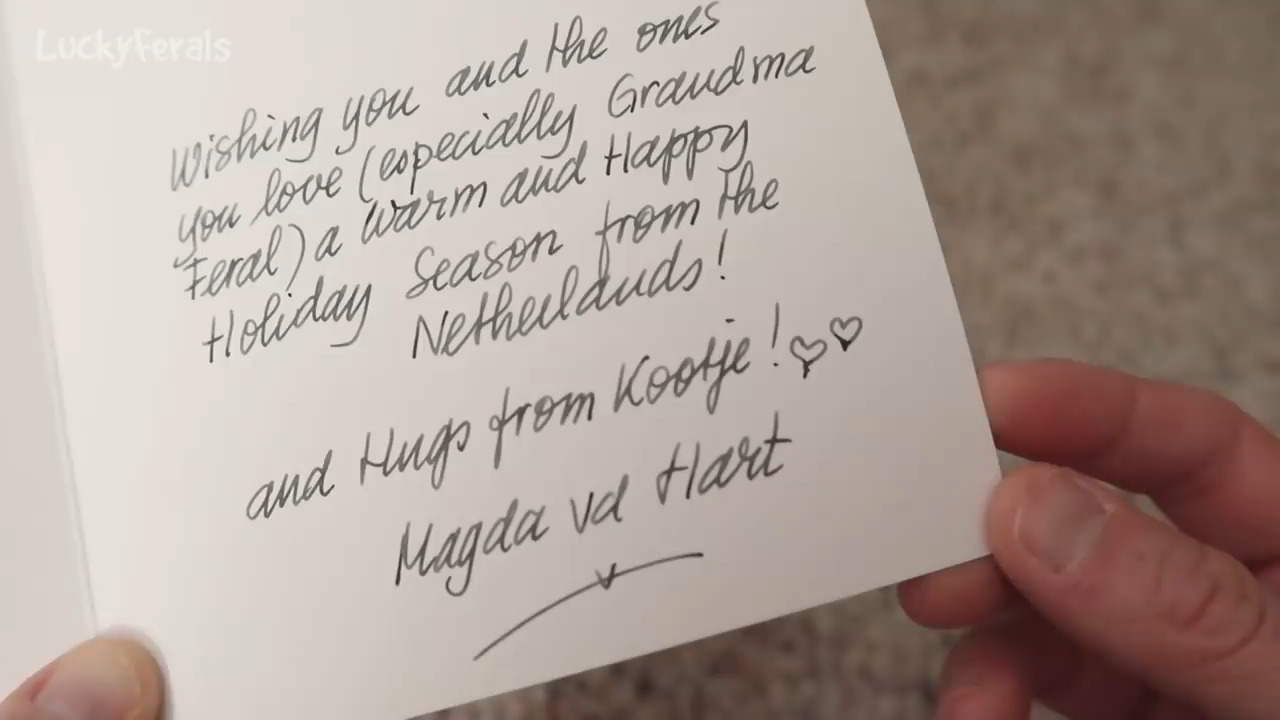 LuckyFerals
Wishing you and the ones
you love (especially Grandma
Feral) a warm and Happy
Holiday Season from the
Netherlands!
and Hugs from Kootje! ♡♡
Magda vd Hart